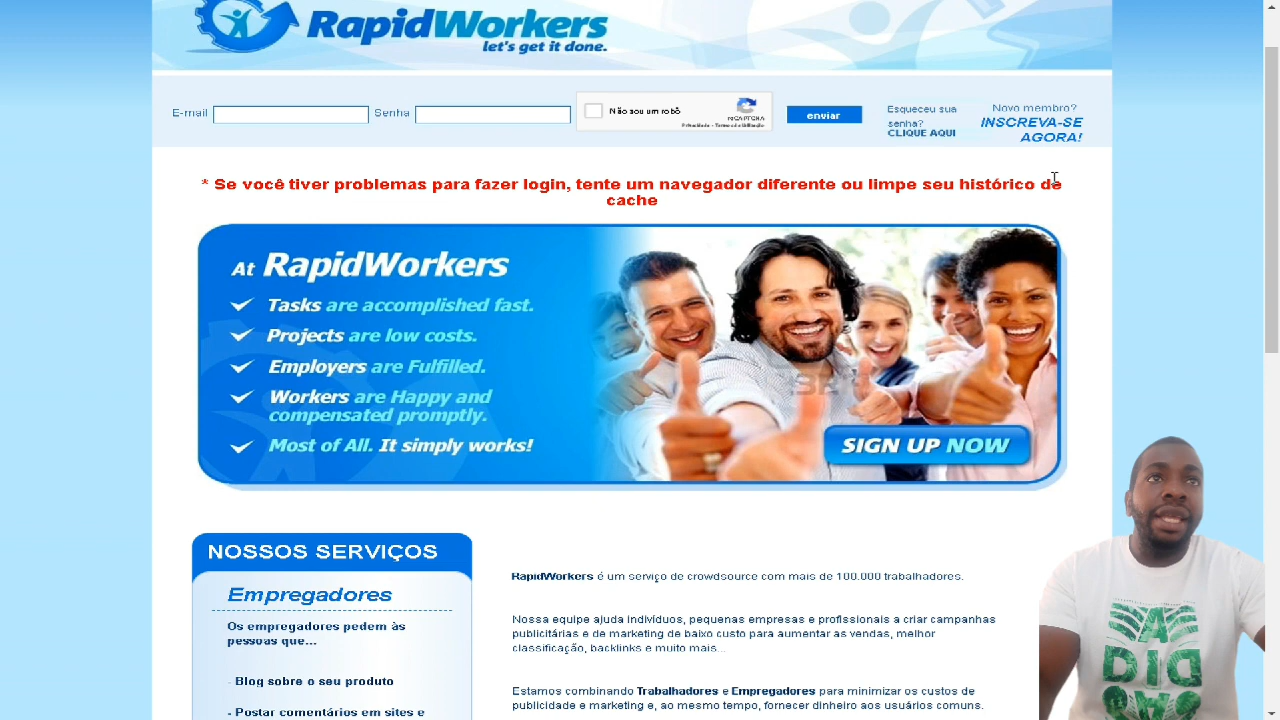 RapidWorkers
let's get it done.
E-mail
Senha
Não sou um robô
reCAPTCHA
Privacidade - Termos de Utilização
enviar
Esqueceu sua
senha?
CLIQUE AQUI
Novo membro?
INSCREVA-SE
AGORA!
* Se você tiver problemas para fazer login, tente um navegador diferente ou limpe seu histórico de
cache
At RapidWorkers
Tasks are accomplished fast.
Projects are low costs.
Employers are Fulfilled.
Workers are Happy and
compensated promptly.
Most of All. It simply works!
SIGN UP NOW
NOSSOS SERVIÇOS
Empregadores
Os empregadores pedem às
pessoas que...
- Blog sobre o seu produto
- Postar comentários em sites e
RapidWorkers é um serviço de crowdsource com mais de 100.000 trabalhadores.
Nossa equipe ajuda indivíduos, pequenas empresas e profissionais a criar campanhas
publicitárias e de marketing de baixo custo para aumentar as vendas, melhor
classificação, backlinks e muito mais...
Estamos combinando Trabalhadores e Empregadores para minimizar os custos de
publicidade e marketing e, ao mesmo tempo, fornecer dinheiro aos usuários comuns.